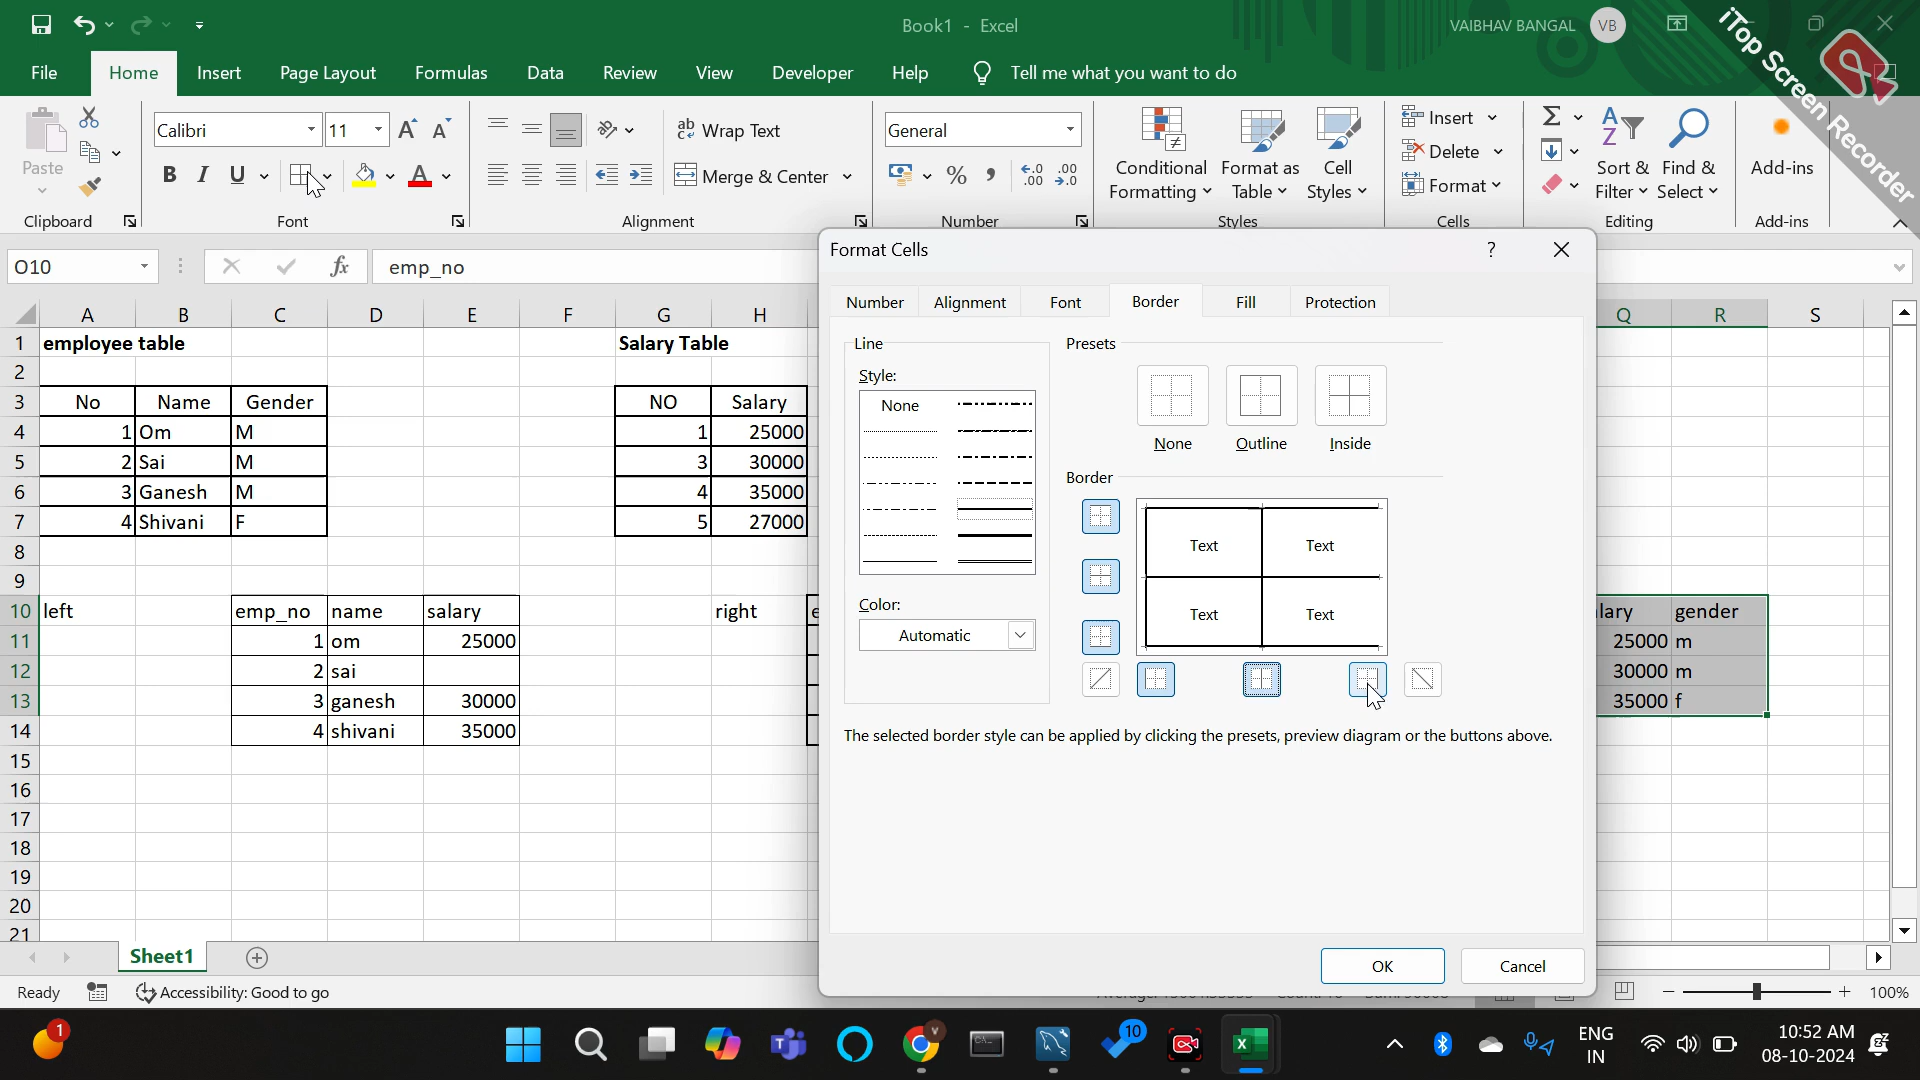 Book1 - Excel
VAIBHAV BANGAL VB
iTop Screen Recorder
File Home Insert Page Layout Formulas Data Review View Developer Help Tell me what you want to do
Paste
Clipboard
Calibri 11
B I U A
Font
ab Wrap Text
Merge & Center
Alignment
General
% , .00 .00
Number
Conditional Formatting
Format as Table
Cell Styles
Styles
Insert
Delete
Format
Cells
Sort & Filter
Find & Select
Editing
Add-ins
Add-ins
O10 fx emp_no
A B C D E F G H Q R S
1 employee table Salary Table
2
3 No Name Gender NO Salary
4 1 Om M 1 25000
5 2 Sai M 3 30000
6 3 Ganesh M 4 35000
7 4 Shivani F 5 27000
8
9
10 left emp_no name salary right gender
11 1 om 25000 25000 m
12 2 sai 30000 m
13 3 ganesh 30000 35000 f
14 4 shivani 35000
15
16
17
18
19
20
21
Format Cells ?
Number Alignment Font Border Fill Protection
Line
Style:
None
Color:
Automatic
Presets
None Outline Inside
Border
Text Text
Text Text
The selected border style can be applied by clicking the presets, preview diagram or the buttons above.
OK Cancel
Sheet1
Ready Accessibility: Good to go 100%
1 10 ENG IN 10:52 AM 08-10-2024